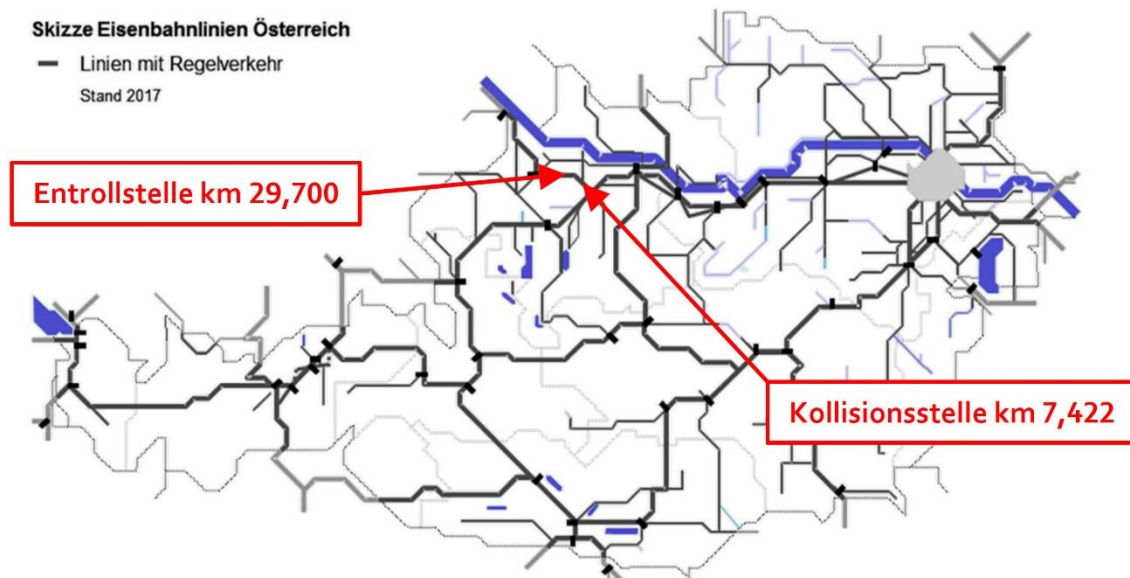 Skizze Eisenbahnlinien Österreich
Linien mit Regelverkehr
Stand 2017
Entrollstelle km 29,700
Kollisionsstelle km 7,422